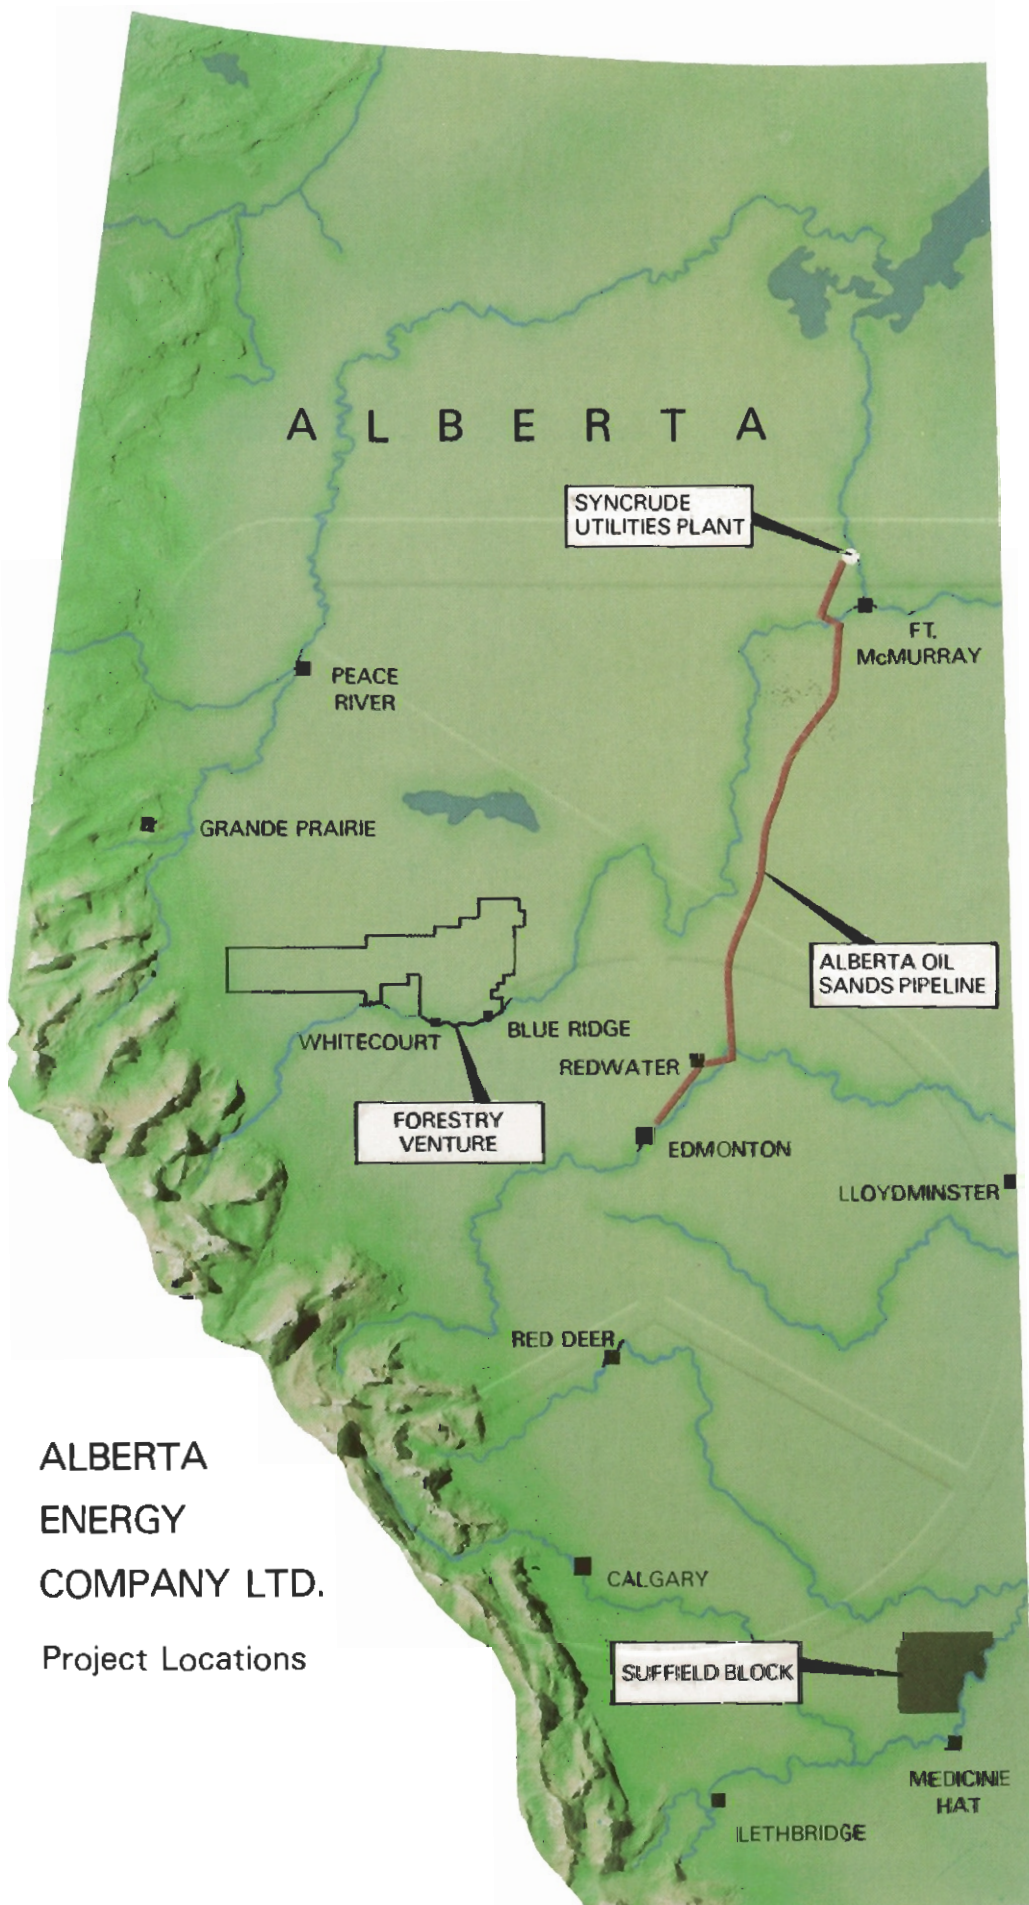 ALBERTA
SYNCRUDE
UTILITIES PLANT
FT.
McMURRAY
PEACE
RIVER
GRANDE PRAIRIE
ALBERTA OIL
SANDS PIPELINE
WHITECOURT
BLUE RIDGE
REDWATER
FORESTRY
VENTURE
EDMONTON
LLOYDMINSTER
RED DEER
ALBERTA
ENERGY
COMPANY LTD.
Project Locations
CALGARY
SUFFIELD BLOCK
MEDICINE
HAT
LETHBRIDGE